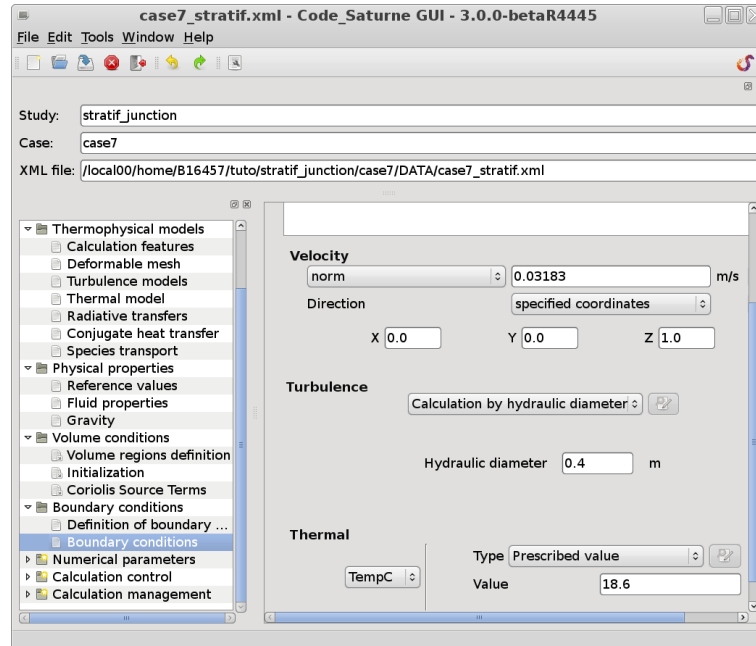 case7_stratif.xml - Code_Saturne GUI - 3.0.0-betaR4445
File Edit Tools Window Help
Study: stratif_junction
Case: case7
XML file: /local00/home/B16457/tuto/stratif_junction/case7/DATA/case7_stratif.xml
Thermophysical models
Calculation features
Deformable mesh
Turbulence models
Thermal model
Radiative transfers
Conjugate heat transfer
Species transport
Physical properties
Reference values
Fluid properties
Gravity
Volume conditions
Volume regions definition
Initialization
Coriolis Source Terms
Boundary conditions
Definition of boundary ...
Boundary conditions
Numerical parameters
Calculation control
Calculation management
Velocity
norm 0.03183 m/s
Direction specified coordinates
X 0.0 Y 0.0 Z 1.0
Turbulence
Calculation by hydraulic diameter
Hydraulic diameter 0.4 m
Thermal
Type Prescribed value
TempC
Value 18.6